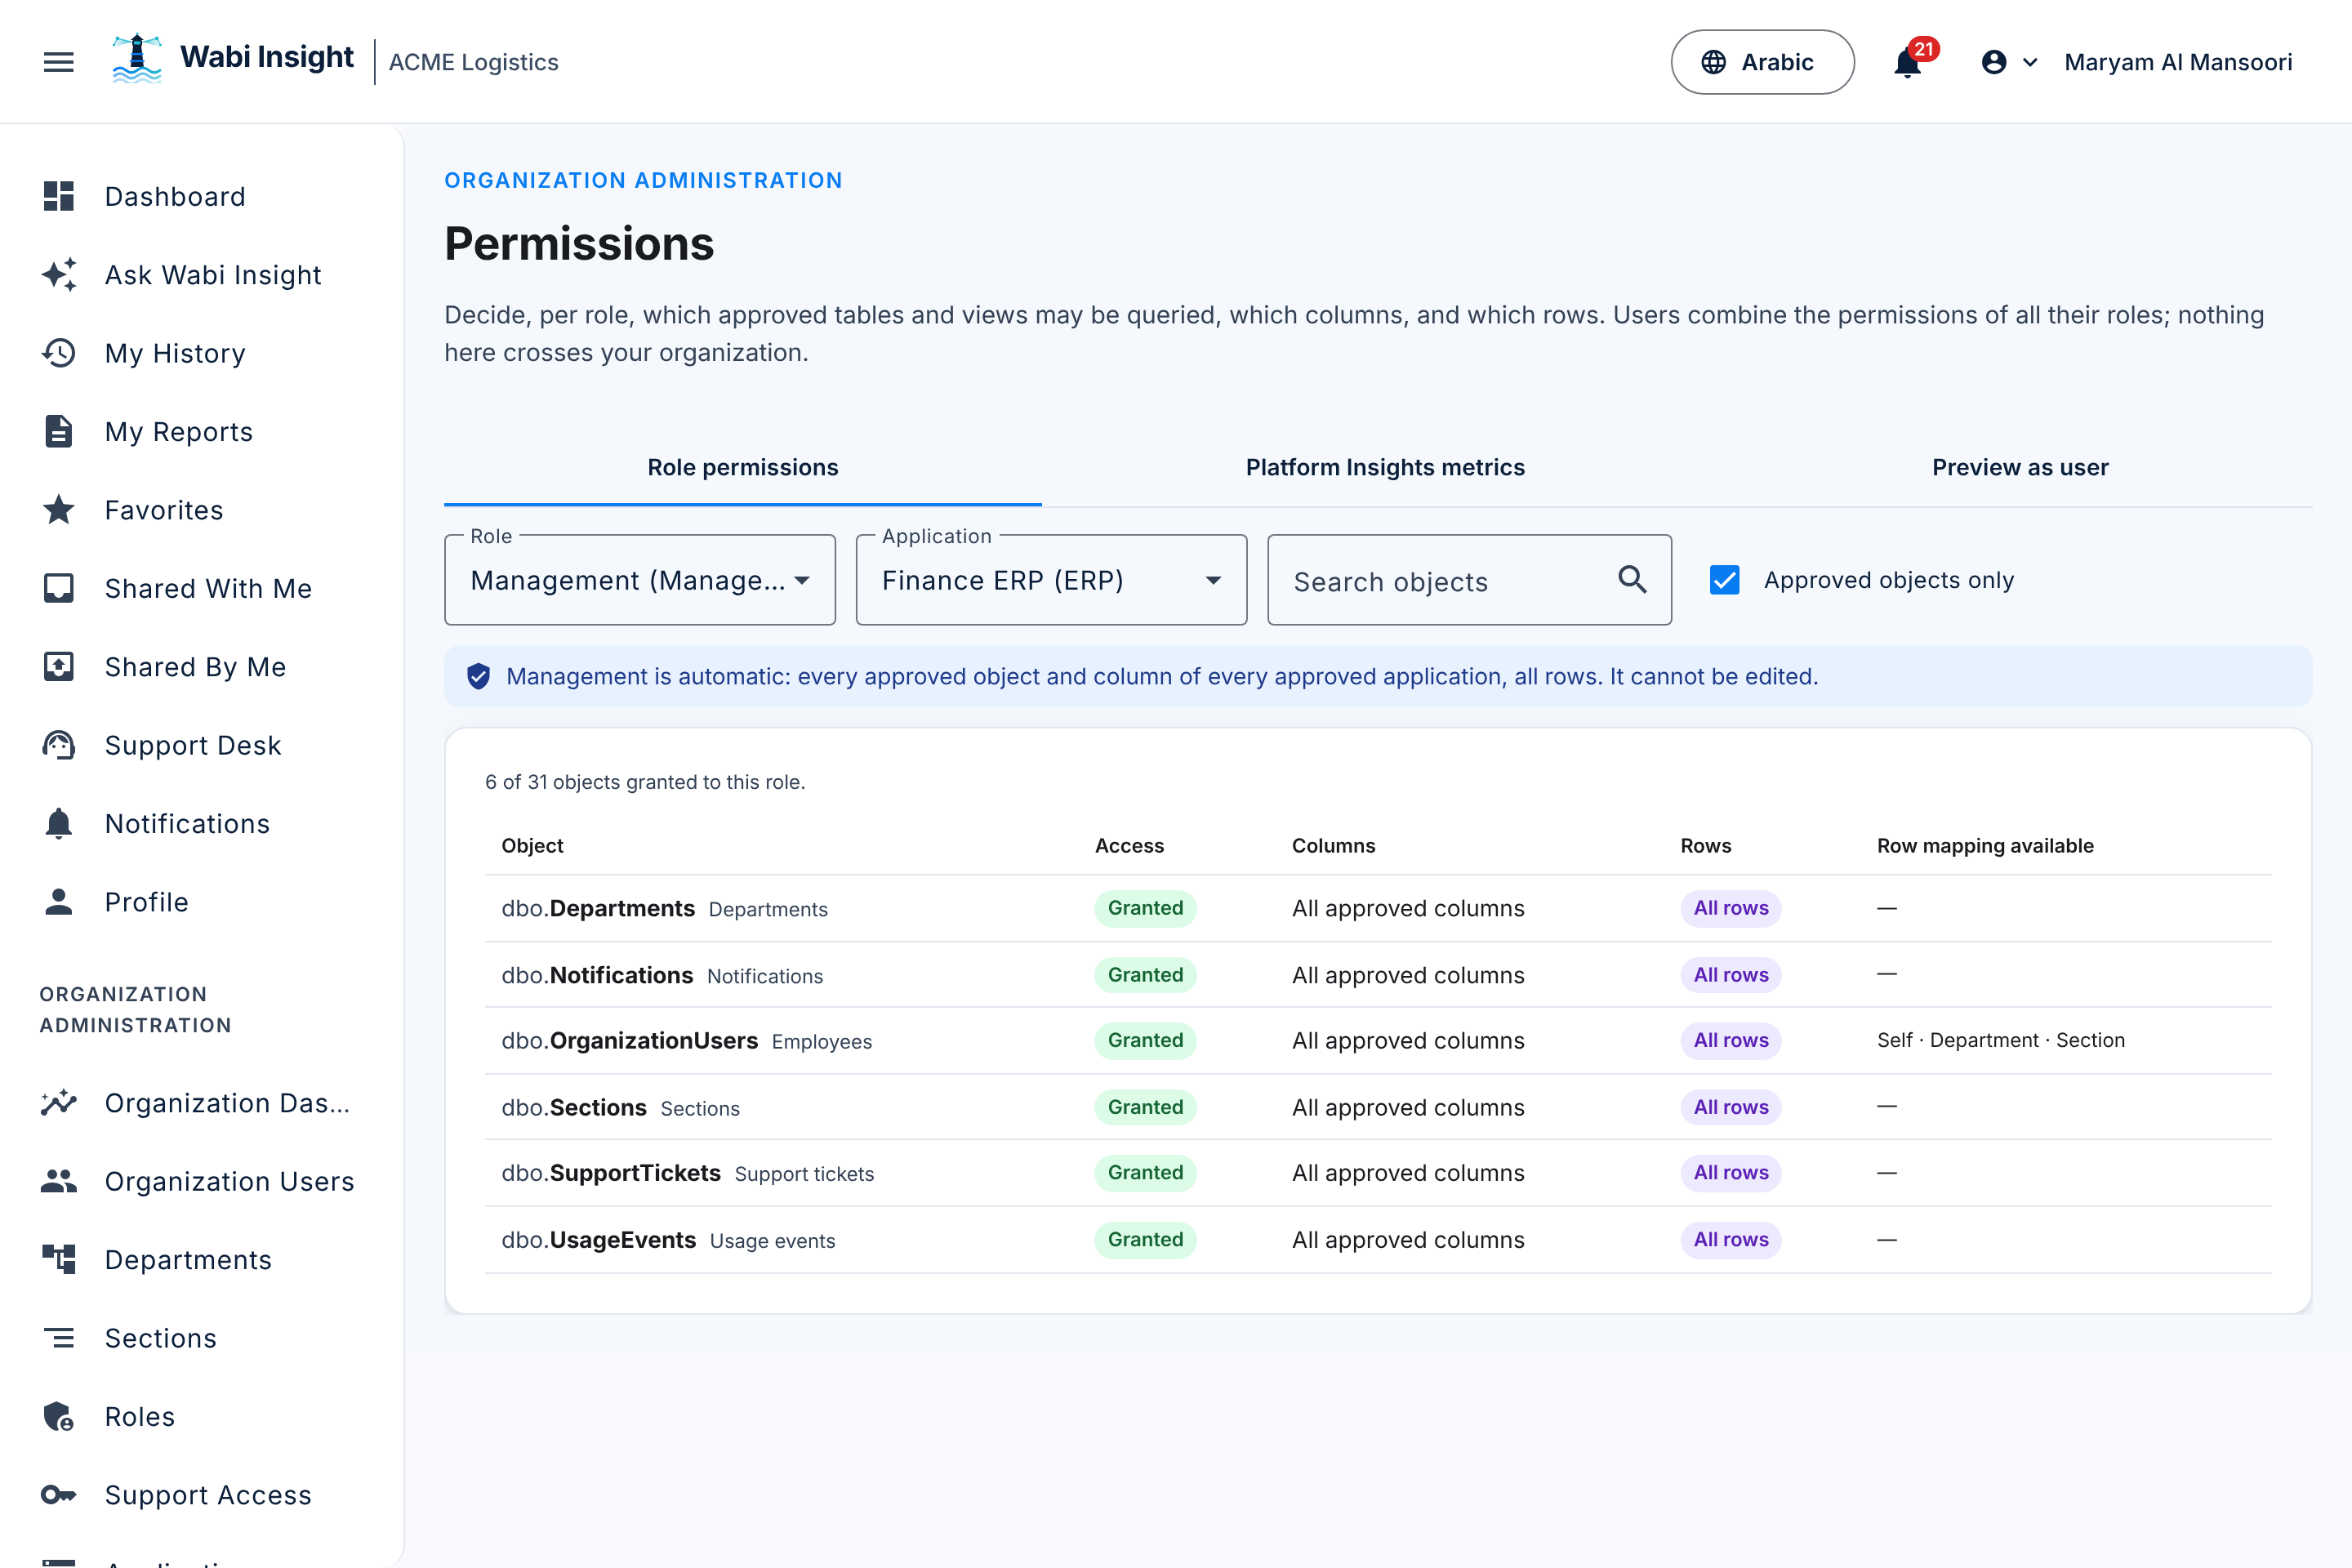 Wabi Insight
ACME Logistics
Arabic
21
Maryam Al Mansoori
Dashboard
Ask Wabi Insight
My History
My Reports
Favorites
Shared With Me
Shared By Me
Support Desk
Notifications
Profile
ORGANIZATION
ADMINISTRATION
Organization Das...
Organization Users
Departments
Sections
Roles
Support Access
ORGANIZATION ADMINISTRATION
Permissions
Decide, per role, which approved tables and views may be queried, which columns, and which rows. Users combine the permissions of all their roles; nothing
here crosses your organization.
Role permissions
Platform Insights metrics
Preview as user
Role
Management (Manage...
Application
Finance ERP (ERP)
Search objects
Approved objects only
Management is automatic: every approved object and column of every approved application, all rows. It cannot be edited.
6 of 31 objects granted to this role.
Object Access Columns Rows Row mapping available
dbo.Departments Departments Granted All approved columns All rows —
dbo.Notifications Notifications Granted All approved columns All rows —
dbo.OrganizationUsers Employees Granted All approved columns All rows Self · Department · Section
dbo.Sections Sections Granted All approved columns All rows —
dbo.SupportTickets Support tickets Granted All approved columns All rows —
dbo.UsageEvents Usage events Granted All approved columns All rows —